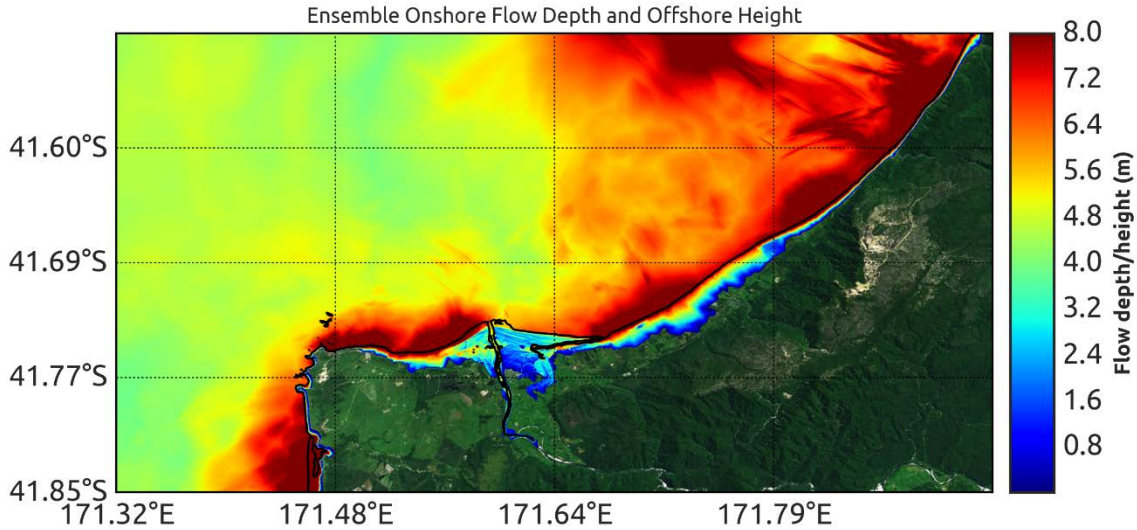 Ensemble Onshore Flow Depth and Offshore Height
41.60°S
41.69°S
41.77°S
41.85°S
171.32°E
171.48°E
171.64°E
171.79°E
8.0
7.2
6.4
5.6
4.8
4.0
3.2
2.4
1.6
0.8
Flow depth/height (m)